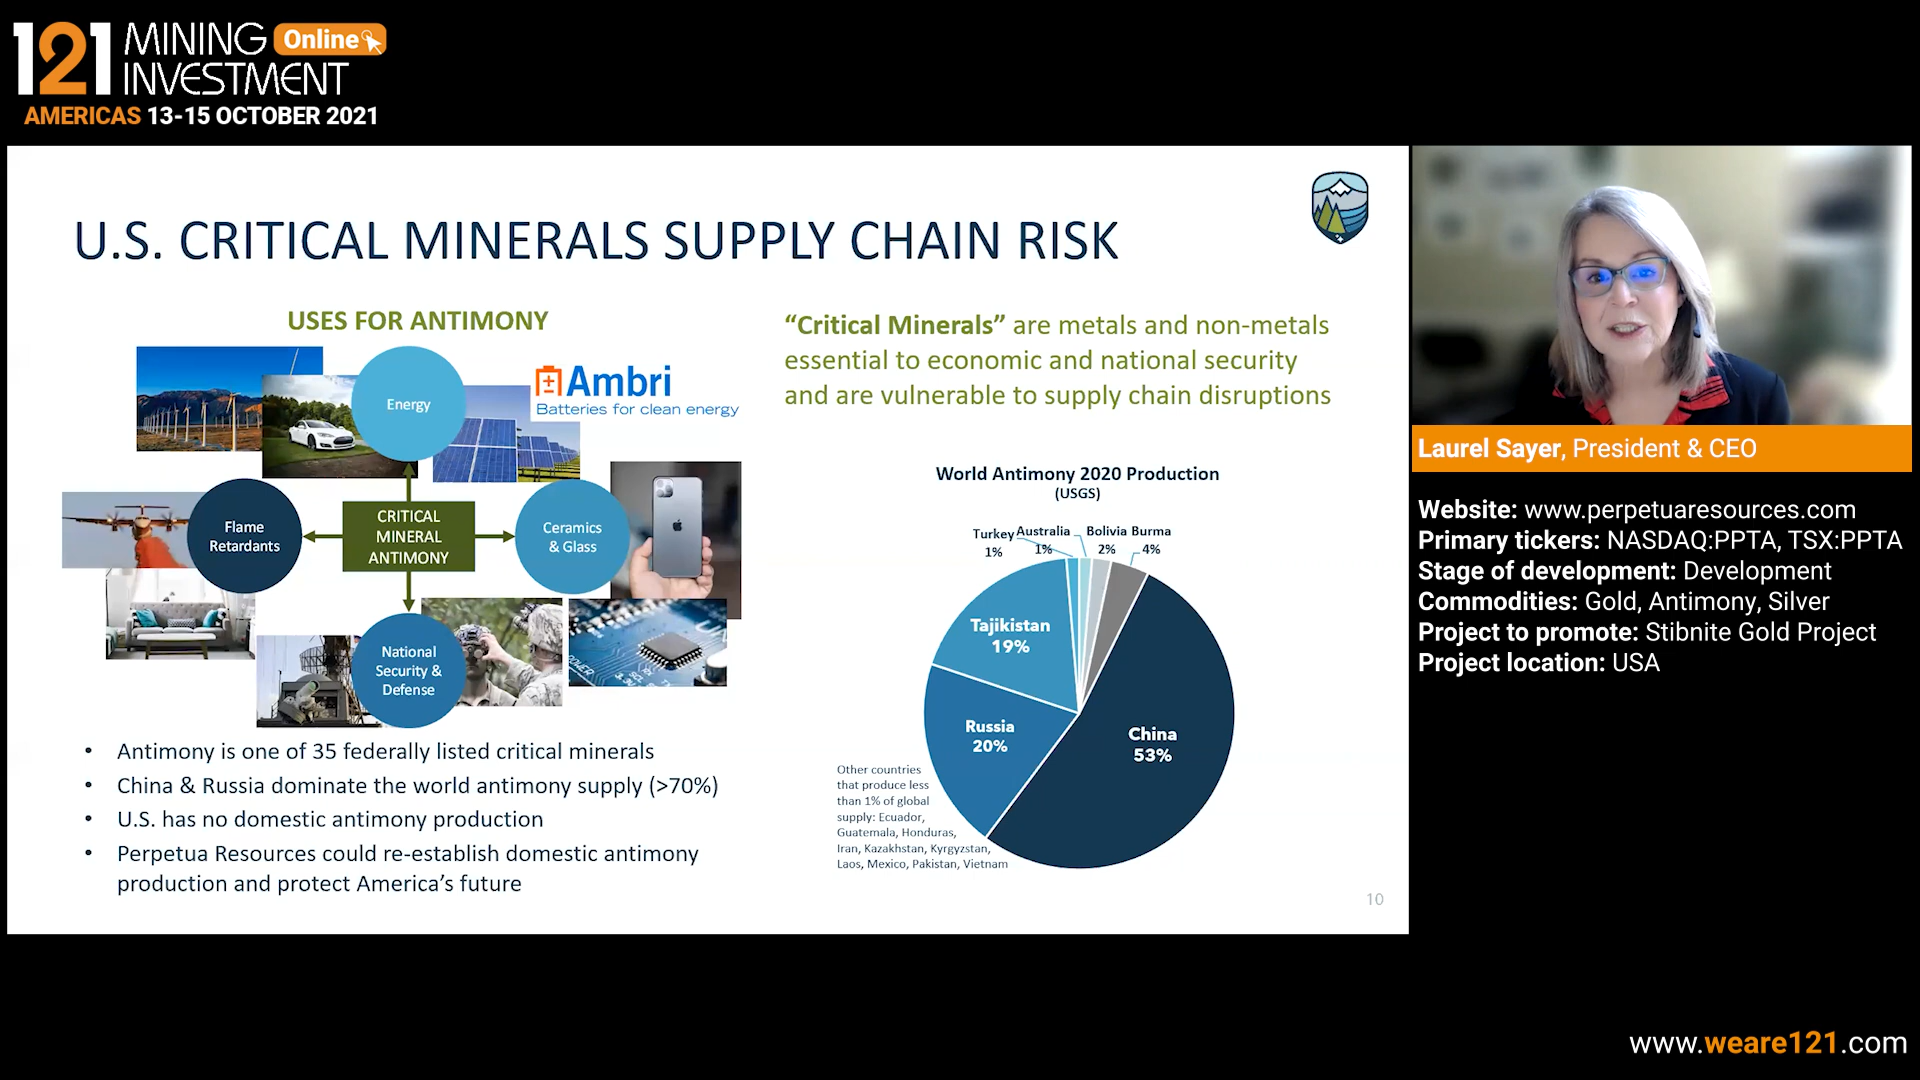 121 MINING Online
INVESTMENT
AMERICAS 13-15 OCTOBER 2021
U.S. CRITICAL MINERALS SUPPLY CHAIN RISK
USES FOR ANTIMONY
Energy
Ambri
Batteries for clean energy
Flame
Retardants
CRITICAL
MINERAL
ANTIMONY
Ceramics
& Glass
National
Security &
Defense
• Antimony is one of 35 federally listed critical minerals
• China & Russia dominate the world antimony supply (>70%)
• U.S. has no domestic antimony production
• Perpetua Resources could re-establish domestic antimony
production and protect America's future
“Critical Minerals” are metals and non-metals
essential to economic and national security
and are vulnerable to supply chain disruptions
World Antimony 2020 Production
(USGS)
Turkey
1%
Australia
1%
Bolivia
2%
Burma
4%
Tajikistan
19%
Russia
20%
China
53%
Other countries
that produce less
than 1% of global
supply: Ecuador,
Guatemala, Honduras,
Iran, Kazakhstan, Kyrgyzstan,
Laos, Mexico, Pakistan, Vietnam
10
Laurel Sayer, President & CEO
Website: www.perpetuaresources.com
Primary tickers: NASDAQ:PPTA, TSX:PPTA
Stage of development: Development
Commodities: Gold, Antimony, Silver
Project to promote: Stibnite Gold Project
Project location: USA
www.weare121.com